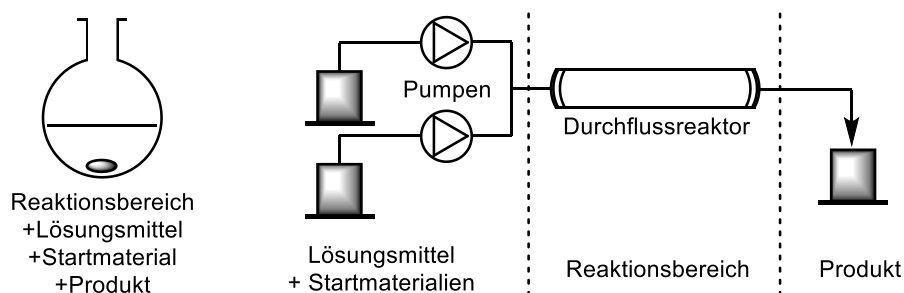 Reaktionsbereich
+Lösungsmittel
+Startmaterial
+Produkt
Pumpen
Lösungsmittel
+ Startmaterialien
Durchflussreaktor
Reaktionsbereich
Produkt